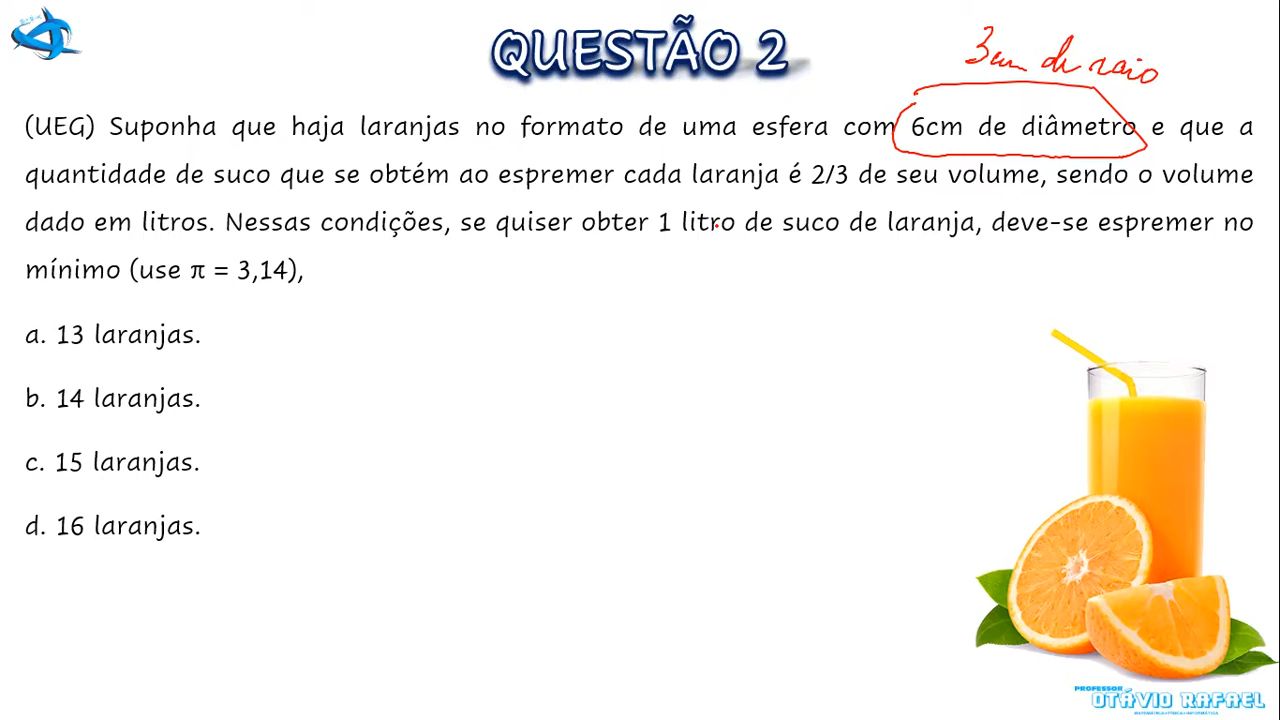 QUESTÃO 2
3cm de raio
(UEG) Suponha que haja laranjas no formato de uma esfera com 6cm de diâmetro e que a
quantidade de suco que se obtém ao espremer cada laranja é 2/3 de seu volume, sendo o volume
dado em litros. Nessas condições, se quiser obter 1 litro de suco de laranja, deve-se espremer no
mínimo (use π = 3,14),
a. 13 laranjas.
b. 14 laranjas.
c. 15 laranjas.
d. 16 laranjas.
PROFESSOR
OTÁVIO RAFAEL